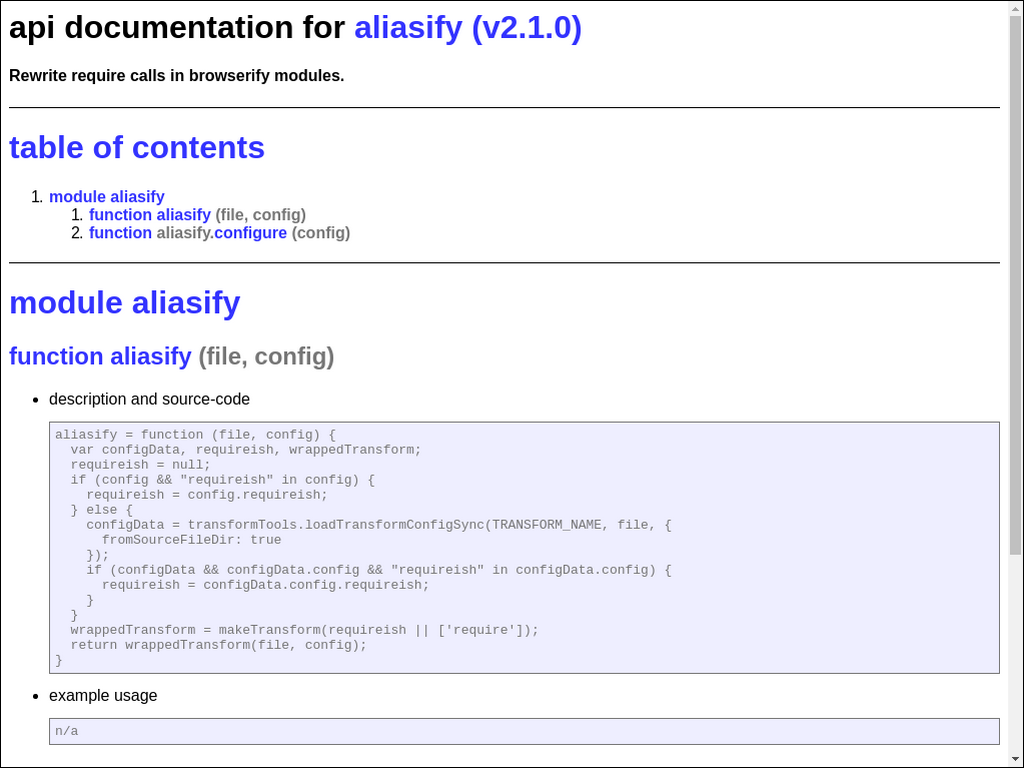 api documentation for aliasify (v2.1.0)
Rewrite require calls in browserify modules.
table of contents
1. module aliasify
1. function aliasify (file, config)
2. function aliasify.configure (config)
module aliasify
function aliasify (file, config)
• description and source-code
aliasify = function (file, config) {
  var configData, requireish, wrappedTransform;
  requireish = null;
  if (config && "requireish" in config) {
    requireish = config.requireish;
  } else {
    configData = transformTools.loadTransformConfigSync(TRANSFORM_NAME, file, {
      fromSourceFileDir: true
    });
    if (configData && configData.config && "requireish" in configData.config) {
      requireish = configData.config.requireish;
    }
  }
  wrappedTransform = makeTransform(requireish || ['require']);
  return wrappedTransform(file, config);
}
• example usage
n/a